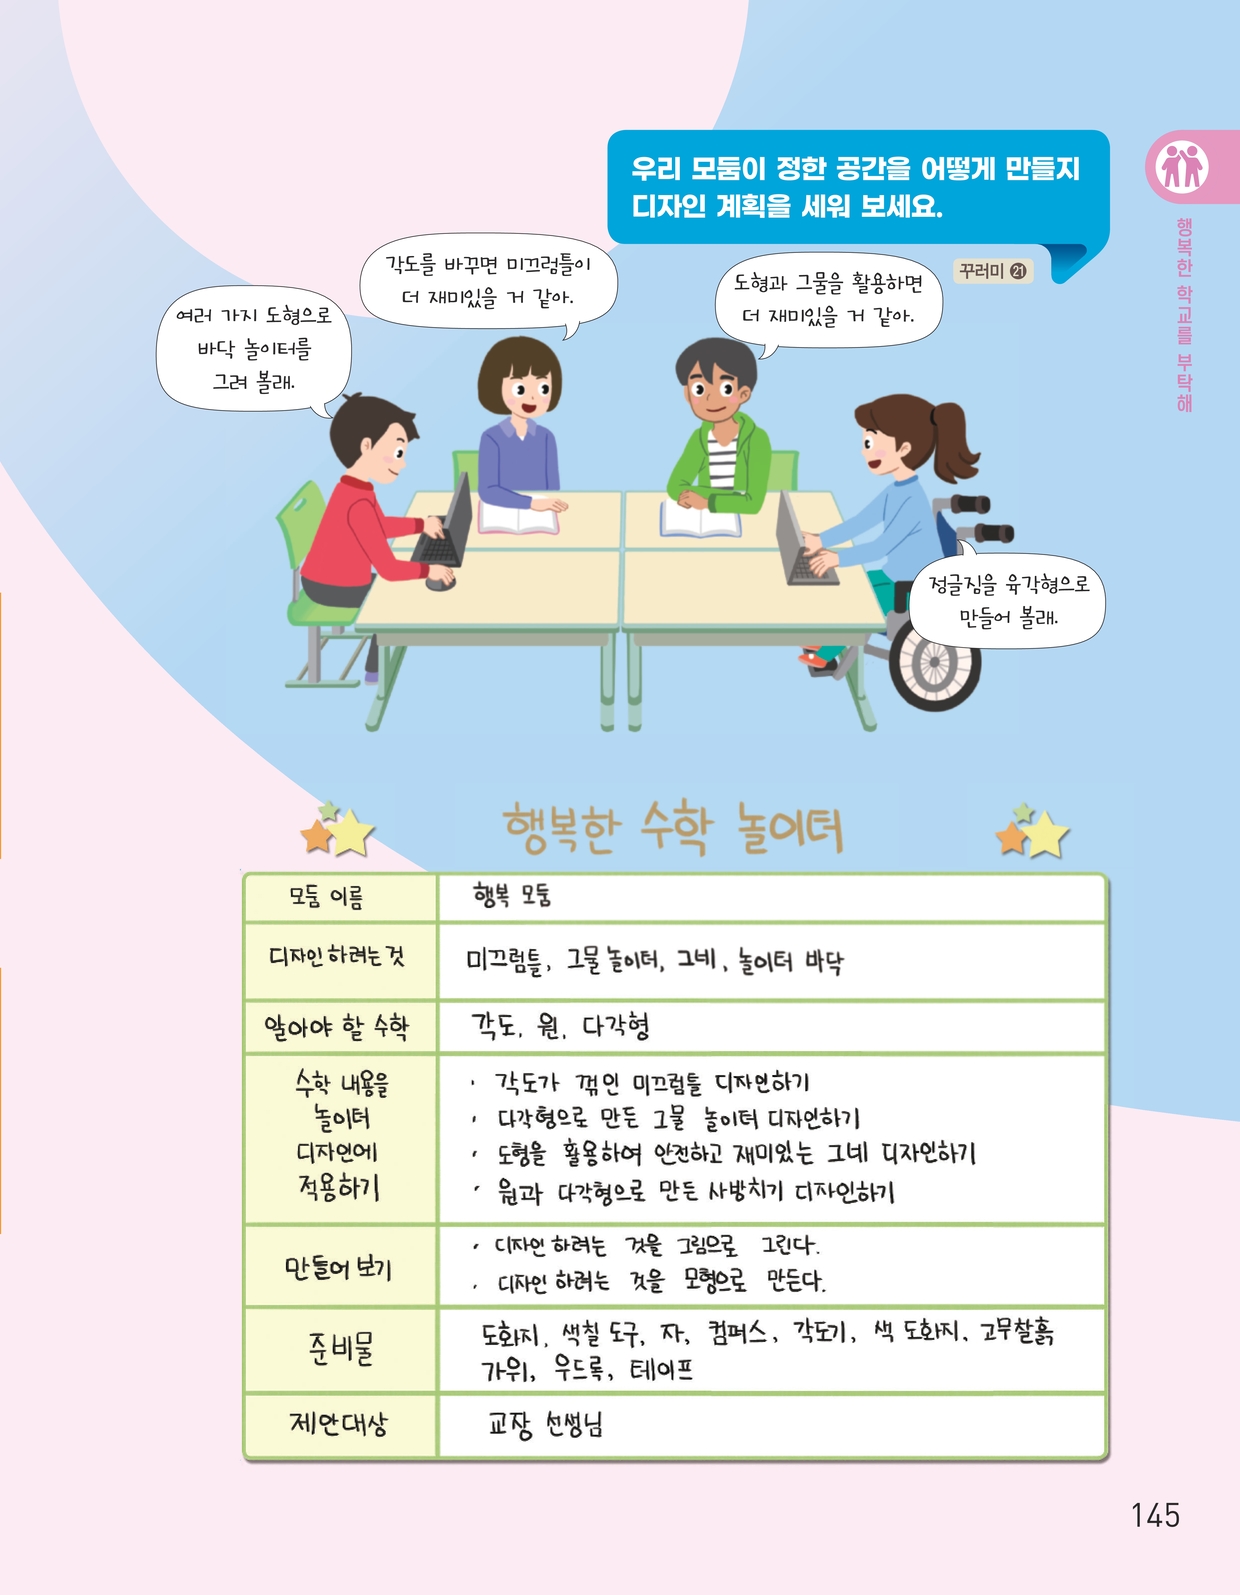 우리 모둠이 정한 공간을 어떻게 만들지
디자인 계획을 세워 보세요.
꾸러미 21
행복한 학교를 부탁해
각도를 바꾸면 미끄럼틀이
더 재미있을 거 같아.
도형과 그물을 활용하면
더 재미있을 거 같아.
여러 가지 도형으로
바닥 놀이터를
그려 볼래.
정글짐을 육각형으로
만들어 볼래.
행복한 수학 놀이터
모둠 이름
행복 모둠
디자인 하려는 것
미끄럼틀, 그물 놀이터, 그네, 놀이터 바닥
알아야 할 수학
각도, 원, 다각형
수학 내용을
놀이터
디자인에
적용하기
· 각도가 꺾인 미끄럼틀 디자인하기
· 다각형으로 만든 그물 놀이터 디자인하기
· 도형을 활용하여 안전하고 재미있는 그네 디자인하기
· 원과 다각형으로 만든 사방치기 디자인하기
만들어 보기
· 디자인 하려는 것을 그림으로 그린다.
· 디자인 하려는 것을 모형으로 만든다.
준비물
도화지, 색칠 도구, 자, 컴퍼스, 각도기, 색 도화지, 고무찰흙
가위, 우드록, 테이프
제안대상
교장 선생님
145